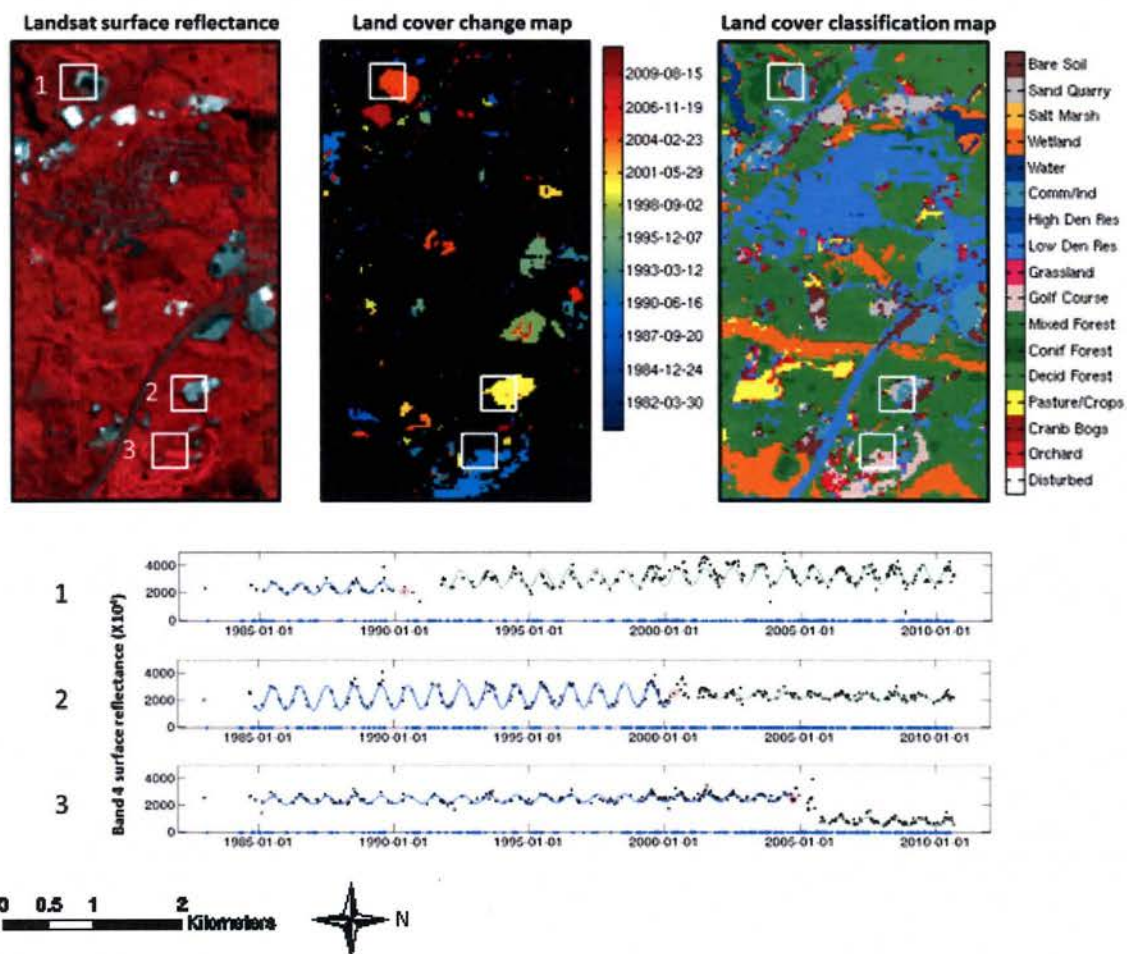 Landsat surface reflectance
Land cover change map
Land cover classification map
1
2
3
2009-08-15
2006-11-19
2004-02-23
2001-05-29
1998-09-02
1995-12-07
1993-03-12
1990-06-16
1987-09-20
1984-12-24
1982-03-30
Bare Soil
Sand Quarry
Salt Marsh
Wetland
Water
Comm/Ind
High Den Res
Low Den Res
Grassland
Golf Course
Mixed Forest
Conif Forest
Decid Forest
Pasture/Crops
Cranb Bogs
Orchard
Disturbed
Band 4 surface reflectance (X10⁴)
1
4000
2000
0
1985-01-01 1990-01-01 1995-01-01 2000-01-01 2005-01-01 2010-01-01
2
4000
2000
0
1985-01-01 1990-01-01 1995-01-01 2000-01-01 2005-01-01 2010-01-01
3
4000
2000
0
1985-01-01 1990-01-01 1995-01-01 2000-01-01 2005-01-01 2010-01-01
0 0.5 1 2
Kilometers
N